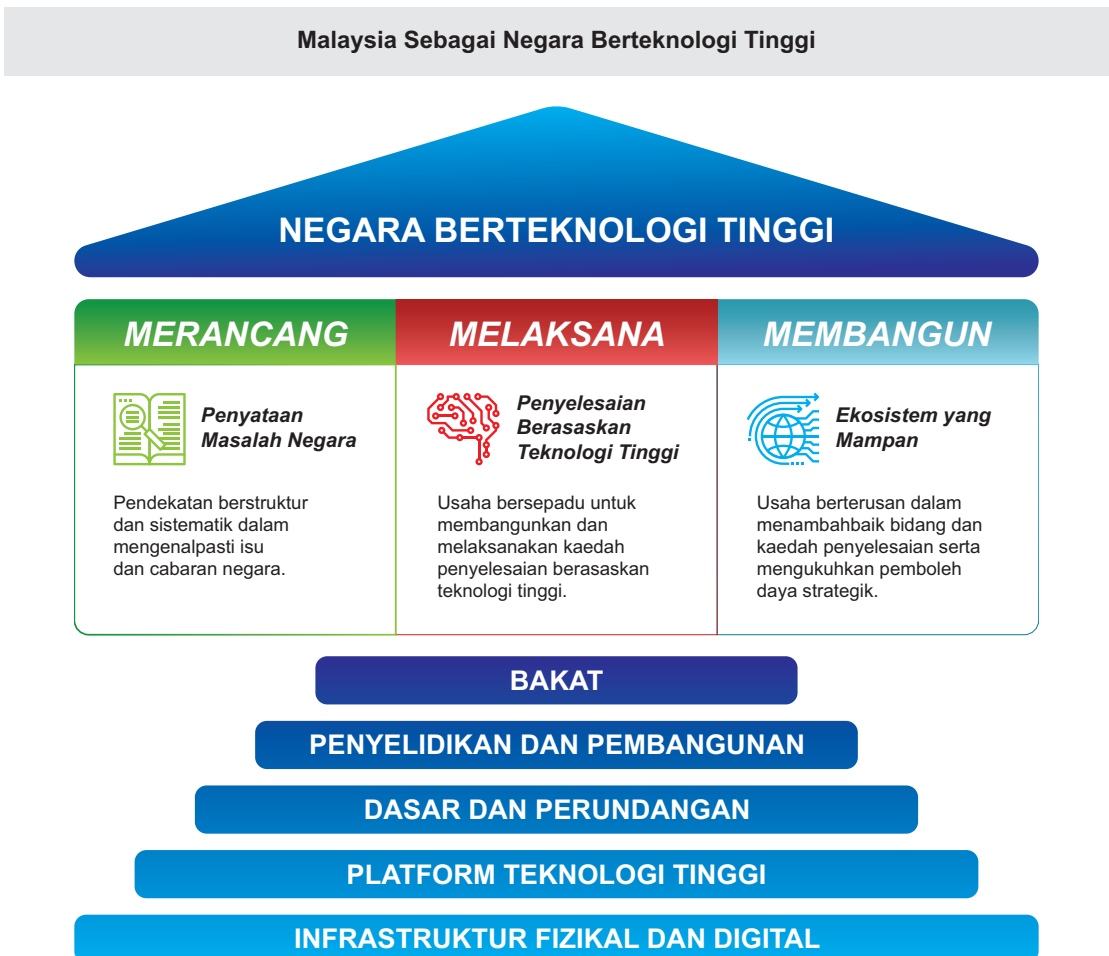 Malaysia Sebagai Negara Berteknologi Tinggi
NEGARA BERTEKNOLOGI TINGGI
MERANCANG
Penyataan
Masalah Negara
Pendekatan berstruktur
dan sistematik dalam
mengenalpasti isu
dan cabaran negara.
MELAKSANA
Penyelesaian
Berasaskan
Teknologi Tinggi
Usaha bersepadu untuk
membangunkan dan
melaksanakan kaedah
penyelesaian berasaskan
teknologi tinggi.
MEMBANGUN
Ekosistem yang
Mampan
Usaha berterusan dalam
menambahbaik bidang dan
kaedah penyelesaian serta
mengukuhkan pemboleh
daya strategik.
BAKAT
PENYELIDIKAN DAN PEMBANGUNAN
DASAR DAN PERUNDANGAN
PLATFORM TEKNOLOGI TINGGI
INFRASTRUKTUR FIZIKAL DAN DIGITAL